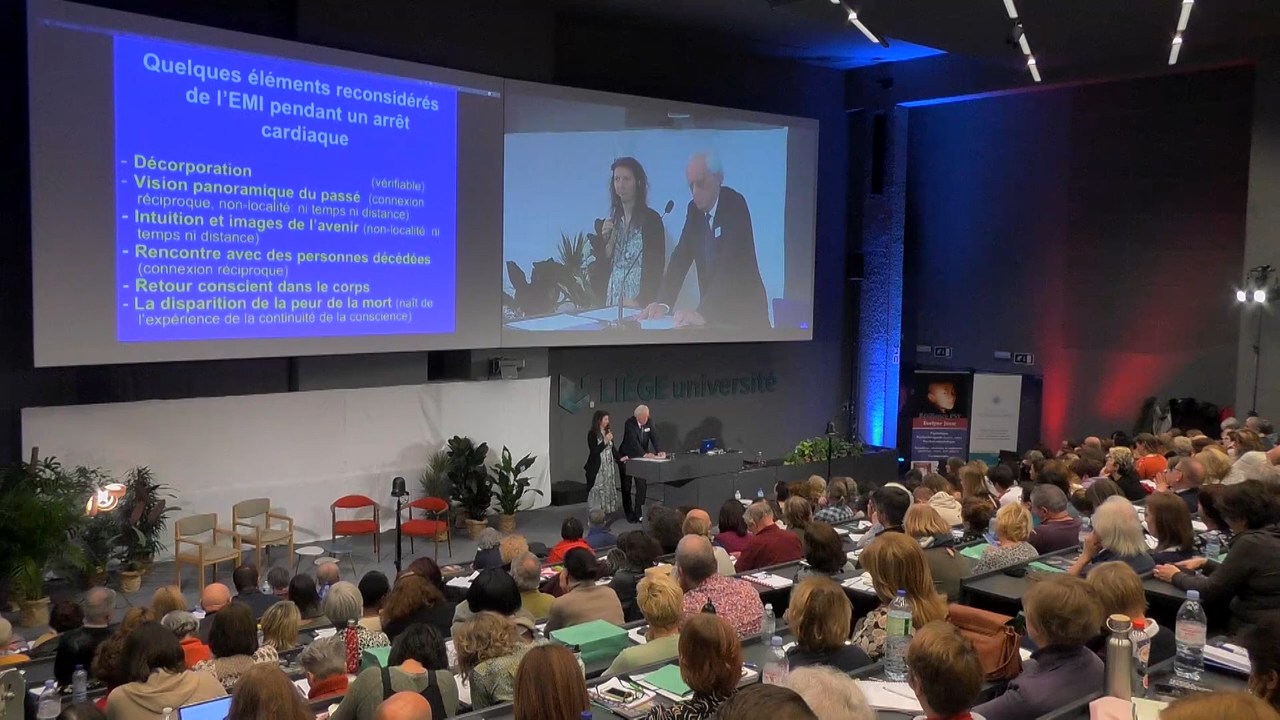 Quelques éléments reconsidérés
de l'EMI pendant un arrêt
cardiaque
- Décorporation (vérifiable)
- Vision panoramique du passé (connexion
réciproque, non-localité: ni temps ni distance)
- Intuition et images de l'avenir (non-localité: ni
temps ni distance)
- Rencontre avec des personnes décédées
(connexion réciproque)
- Retour conscient dans le corps
- La disparition de la peur de la mort (naît de
l'expérience de la continuité de la conscience)
LIÈGE université